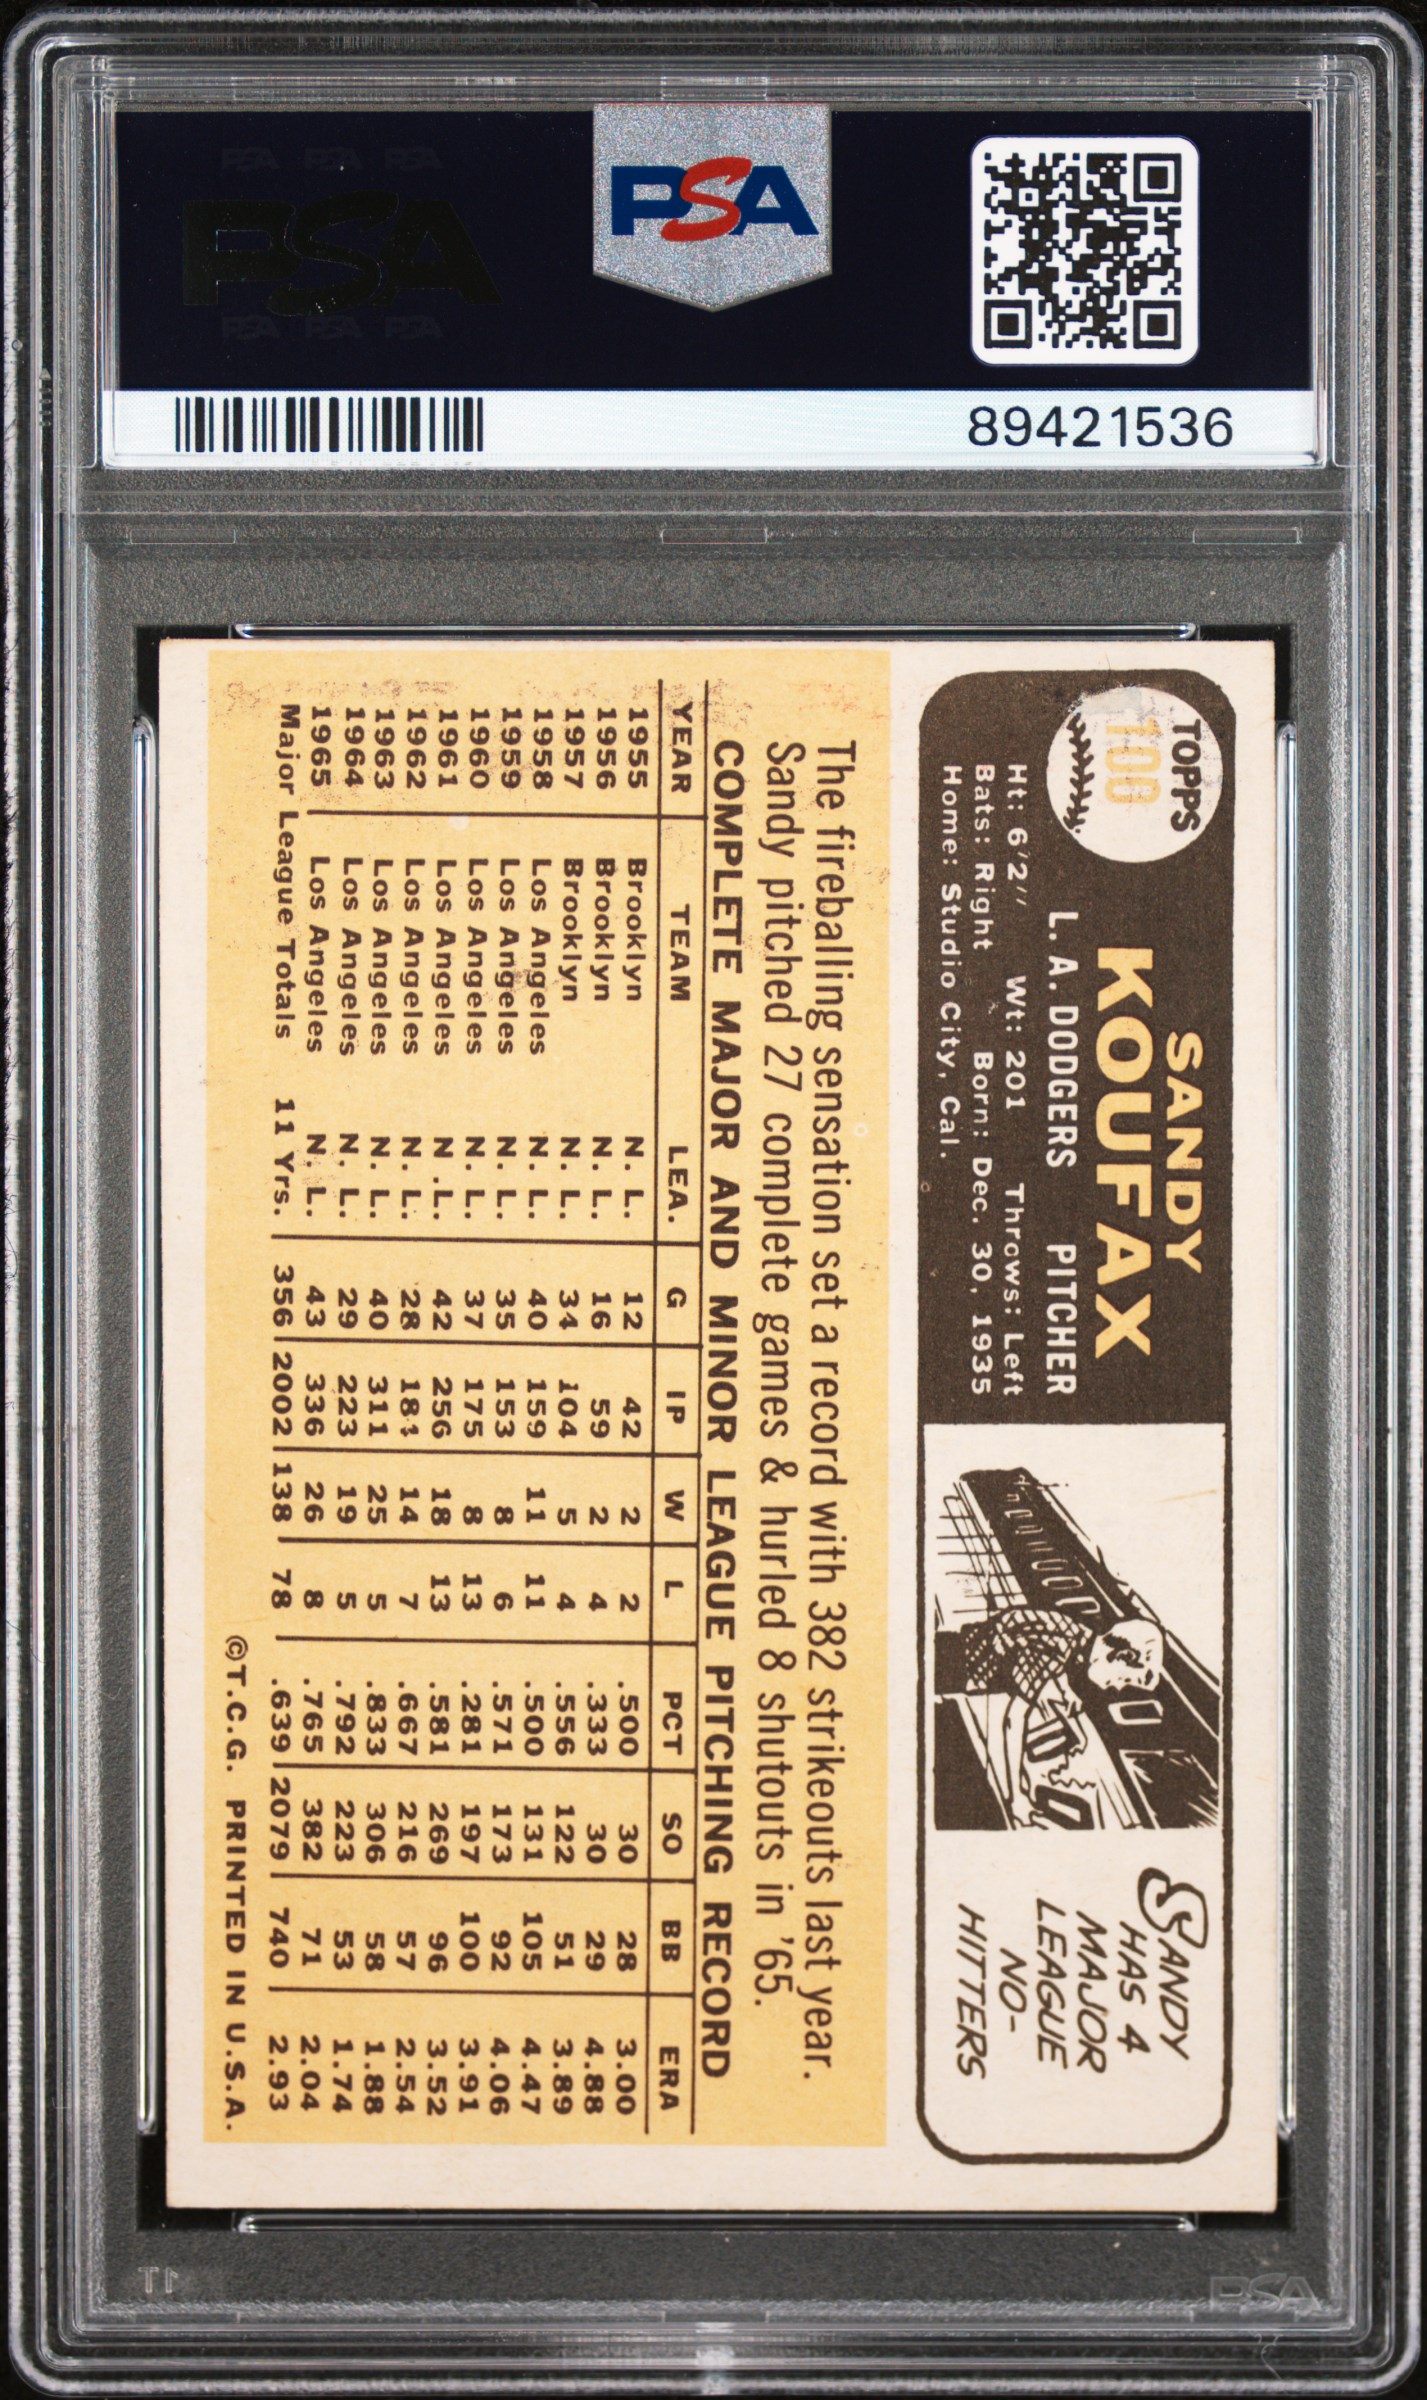 PSA PSA PSA
PSA
PSA PSA PSA
PSA
89421536
TOPPS
100
SANDY
KOUFAX
L. A. DODGERS PITCHER
Ht: 6'2'' Wt: 201 Throws: Left
Bats: Right Born: Dec. 30, 1935
Home: Studio City, Cal.
SANDY
HAS 4
MAJOR
LEAGUE
NO-
HITTERS
The fireballing sensation set a record with 382 strikeouts last year.
Sandy pitched 27 complete games & hurled 8 shutouts in '65.
COMPLETE MAJOR AND MINOR LEAGUE PITCHING RECORD
YEAR TEAM LEA. G IP W L PCT SO BB ERA
1955 Brooklyn N. L. 12 42 2 2 .500 30 28 3.00
1956 Brooklyn N. L. 16 59 2 4 .333 30 29 4.88
1957 Brooklyn N. L. 34 104 5 4 .556 122 51 3.89
1958 Los Angeles N. L. 40 159 11 11 .500 131 105 4.47
1959 Los Angeles N. L. 35 153 8 6 .571 173 92 4.06
1960 Los Angeles N. L. 37 175 8 13 .281 197 100 3.91
1961 Los Angeles N .L. 42 256 18 13 .581 269 96 3.52
1962 Los Angeles N. L. 28 184 14 7 .667 216 57 2.54
1963 Los Angeles N. L. 40 311 25 5 .833 306 58 1.88
1964 Los Angeles N. L. 29 223 19 5 .792 223 53 1.74
1965 Los Angeles N. L. 43 336 26 8 .765 382 71 2.04
Major League Totals 11 Yrs. 356 2002 138 78 .639 2079 740 2.93
©T.C.G. PRINTED IN U.S.A.
PSA